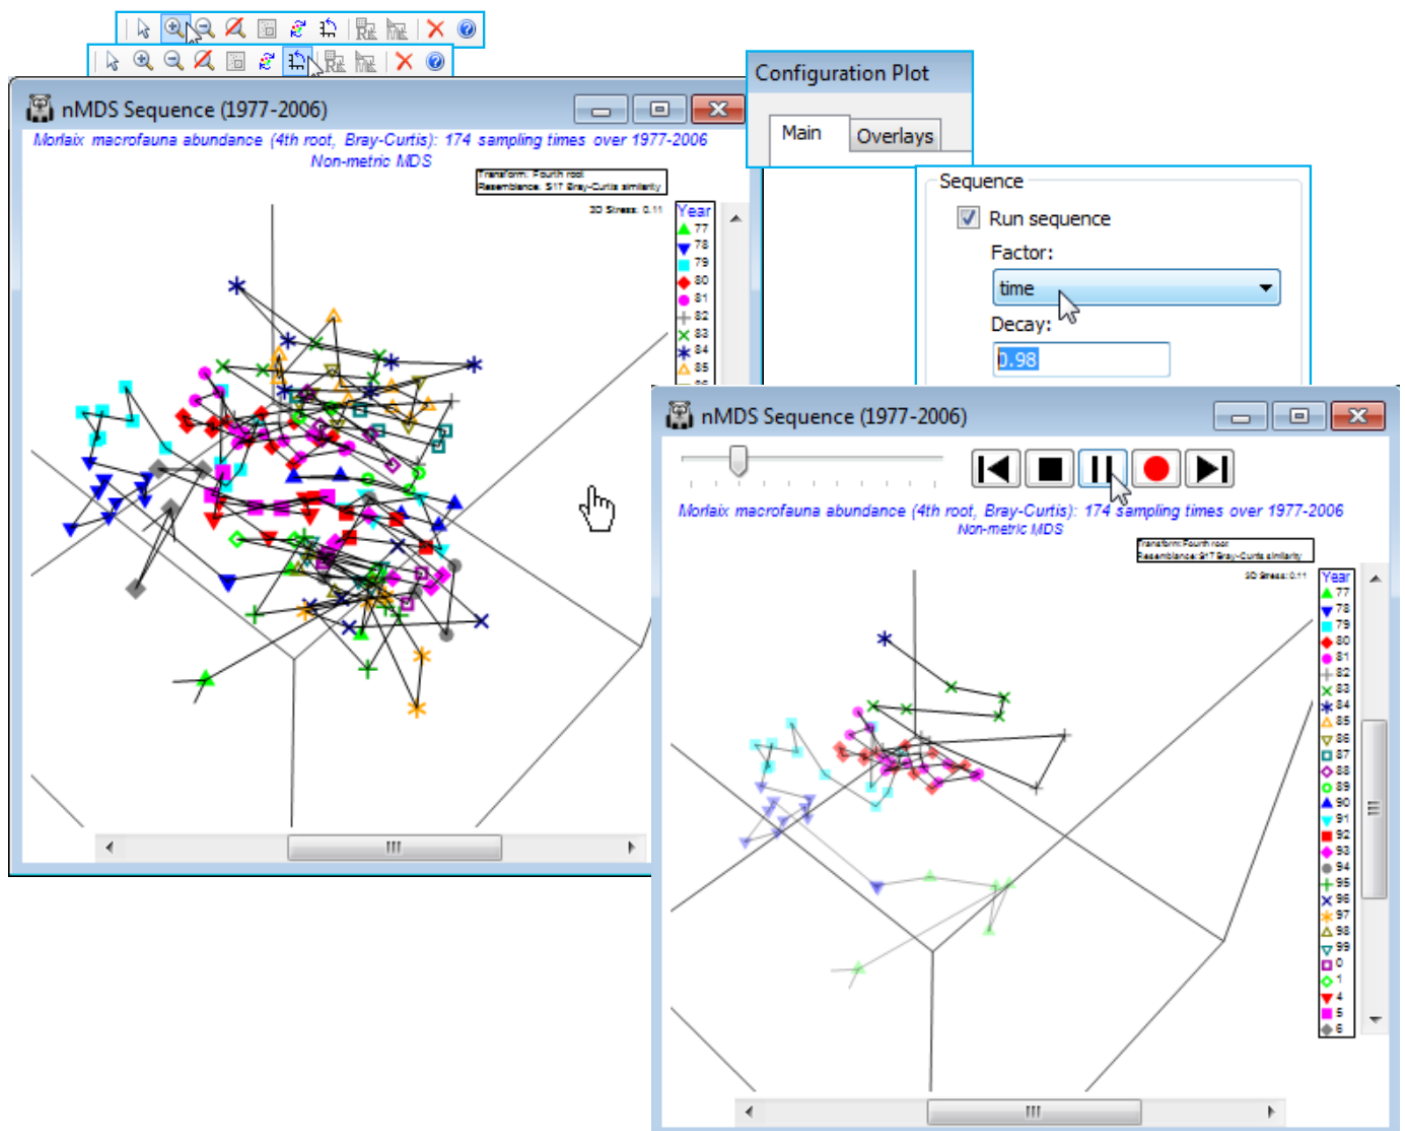 nMDS Sequence (1977-2006)
Morlaix macrofauna abundance (4th root, Bray-Curtis): 174 sampling times over 1977-2006
Non-metric MDS
Transform: Fourth root
Resemblance: S17 Bray-Curtis similarity
3D Stress: 0.11
Year
77
78
79
80
81
82
83
84
85
Configuration Plot
Main
Overlays
Sequence
Run sequence
Factor:
time
Decay:
0.98
nMDS Sequence (1977-2006)
Morlaix macrofauna abundance (4th root, Bray-Curtis): 174 sampling times over 1977-2006
Non-metric MDS
Transform: Fourth root
Resemblance: S17 Bray-Curtis similarity
3D Stress: 0.11
Year
77
78
79
80
81
82
83
84
85
86
87
88
89
90
91
92
93
94
95
96
97
98
99
0
1
4
5
6